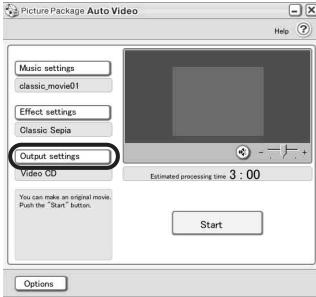 Picture Package Auto Video
Help ?
Music settings
classic_movie01
Effect settings
Classic Sepia
Output settings
Video CD
- +
Estimated processing time 3 : 00
You can make an original movie.
Push the "Start" button.
Start
Options